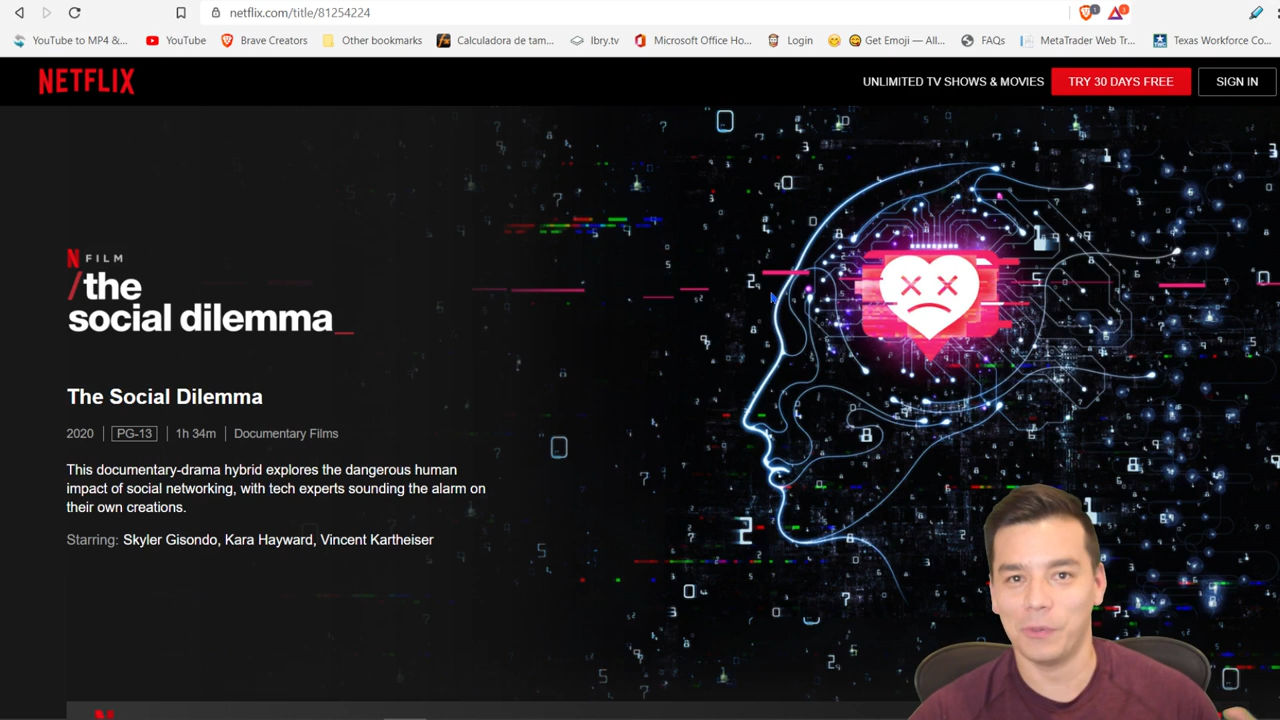 netflix.com/title/81254224
1
3
YouTube to MP4 &...
YouTube
Brave Creators
Other bookmarks
Calculadora de tam...
lbry.tv
Microsoft Office Ho...
Login
Get Emoji — All...
FAQs
MetaTrader Web Tr...
Texas Workforce Co...
NETFLIX
UNLIMITED TV SHOWS & MOVIES
TRY 30 DAYS FREE
SIGN IN
N FILM
/the
social dilemma_
The Social Dilemma
2020 | PG-13 | 1h 34m | Documentary Films
This documentary-drama hybrid explores the dangerous human
impact of social networking, with tech experts sounding the alarm on
their own creations.
Starring: Skyler Gisondo, Kara Hayward, Vincent Kartheiser